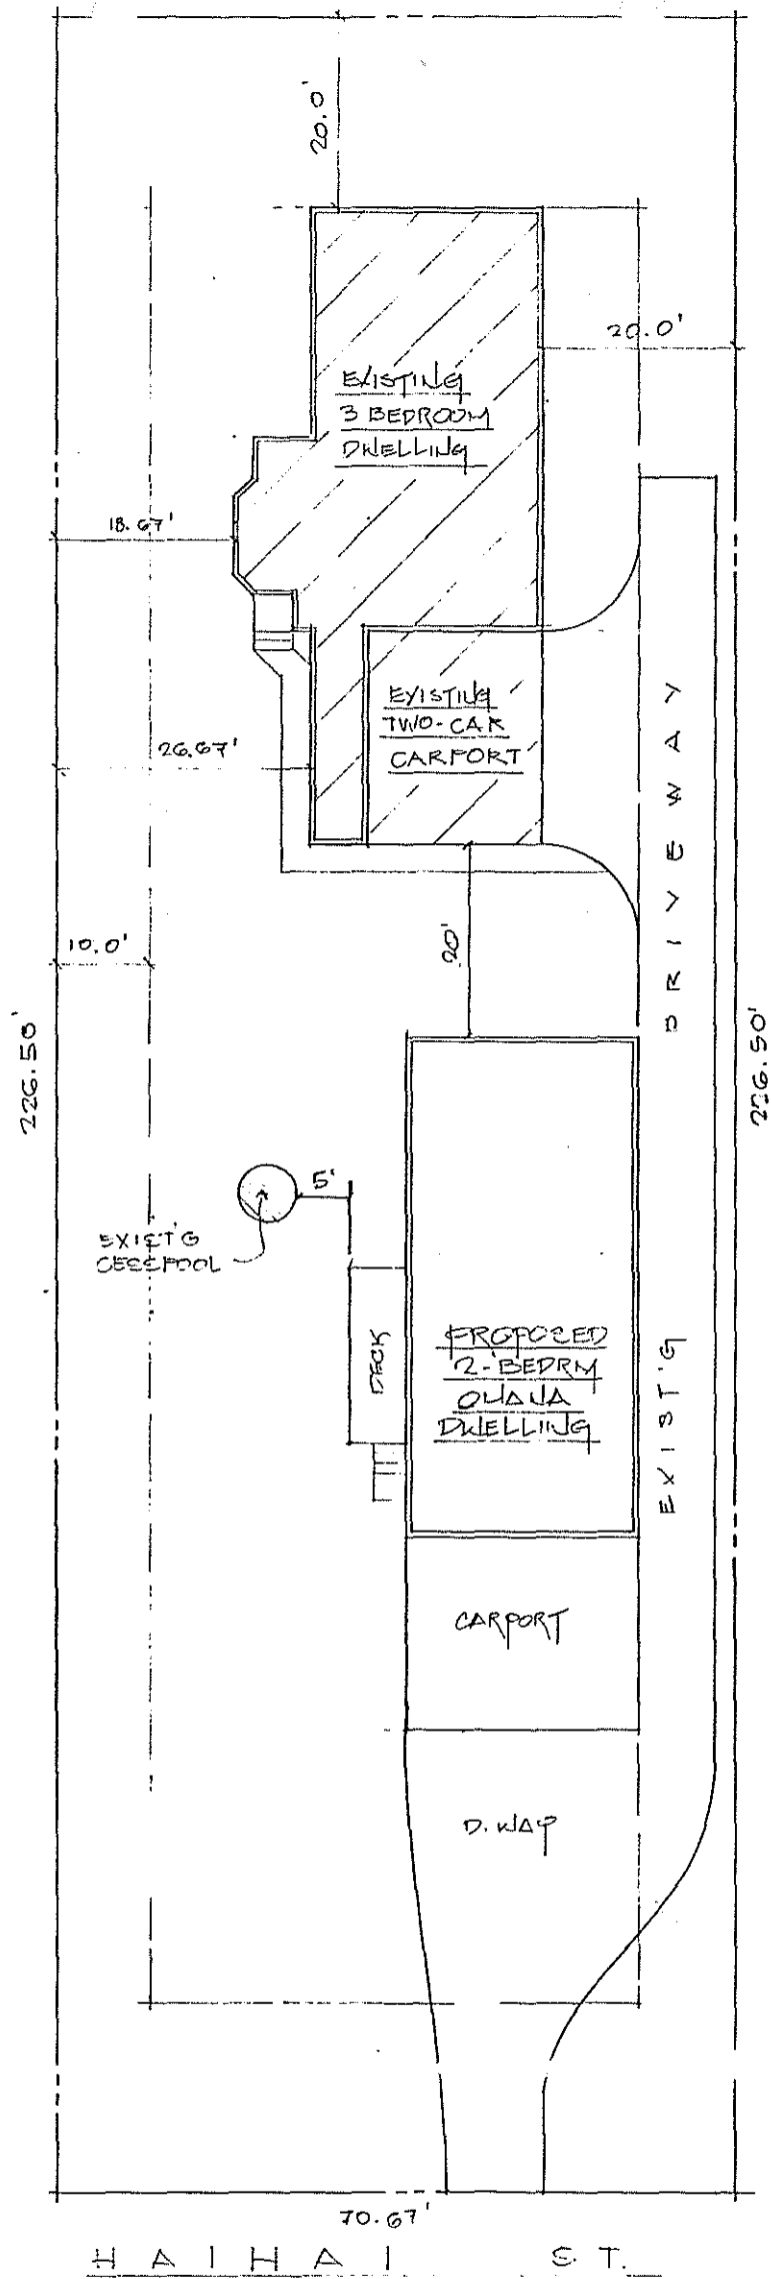 20.0'
20.0'
EXISTING
3 BEDROOM
DWELLING
18.67'
EXISTING
TWO-CAR
CARPORT
26.67'
DRIVEWAY
10.0'
20'
226.50'
226.50'
5'
EXIST'G
CESSPOOL
DECK
PROPOSED
2-BEDRM
OHANA
DWELLING
EXIST'G
CARPORT
D.WAY
70.67'
HAIHAI ST.